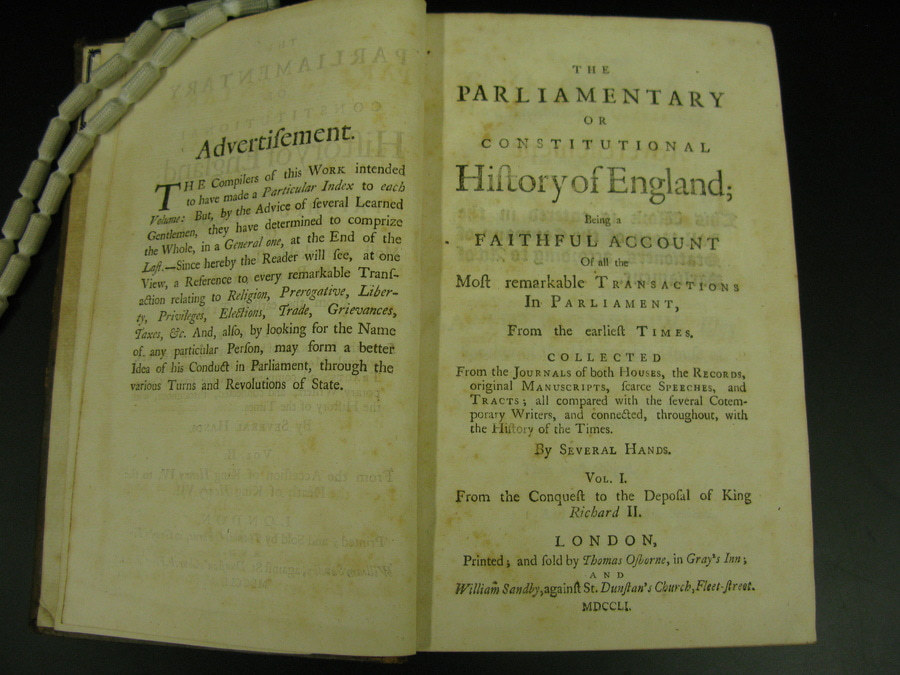 Advertiſement.
THE Compilers of this WORK intended
to have made a Particular Index to each
Volume: But, by the Advice of ſeveral Learned
Gentlemen, they have determined to comprize
the Whole, in a General one, at the End of the
Laſt.—Since hereby the Reader will ſee, at one
View, a Reference to every remarkable Tranſ-
action relating to Religion, Prerogative, Liber-
ty, Privileges, Elections, Trade, Grievances,
Taxes, &c. And, alſo, by looking for the Name
of any particular Perſon, may form a better
Idea of his Conduct in Parliament, through the
various Turns and Revolutions of State.
THE
PARLIAMENTARY
OR
CONSTITUTIONAL
Hiſtory of England;
Being a
FAITHFUL ACCOUNT
Of all the
Moſt remarkable TRANSACTIONS
In PARLIAMENT,
From the earlieſt TIMES.
COLLECTED
From the JOURNALS of both HOUSES, the RECORDS,
original MANUSCRIPTS, ſcarce SPEECHES, and
TRACTS; all compared with the ſeveral Cotem-
porary Writers, and connected, throughout, with
the Hiſtory of the Times.
By SEVERAL HANDS.
VOL. I.
From the Conqueſt to the Depoſal of King
Richard II.
LONDON,
Printed; and ſold by Thomas Oſborne, in Gray's Inn;
AND
William Sandby, againſt St. Dunſtan's Church, Fleet-ſtreet.
MDCCLI.